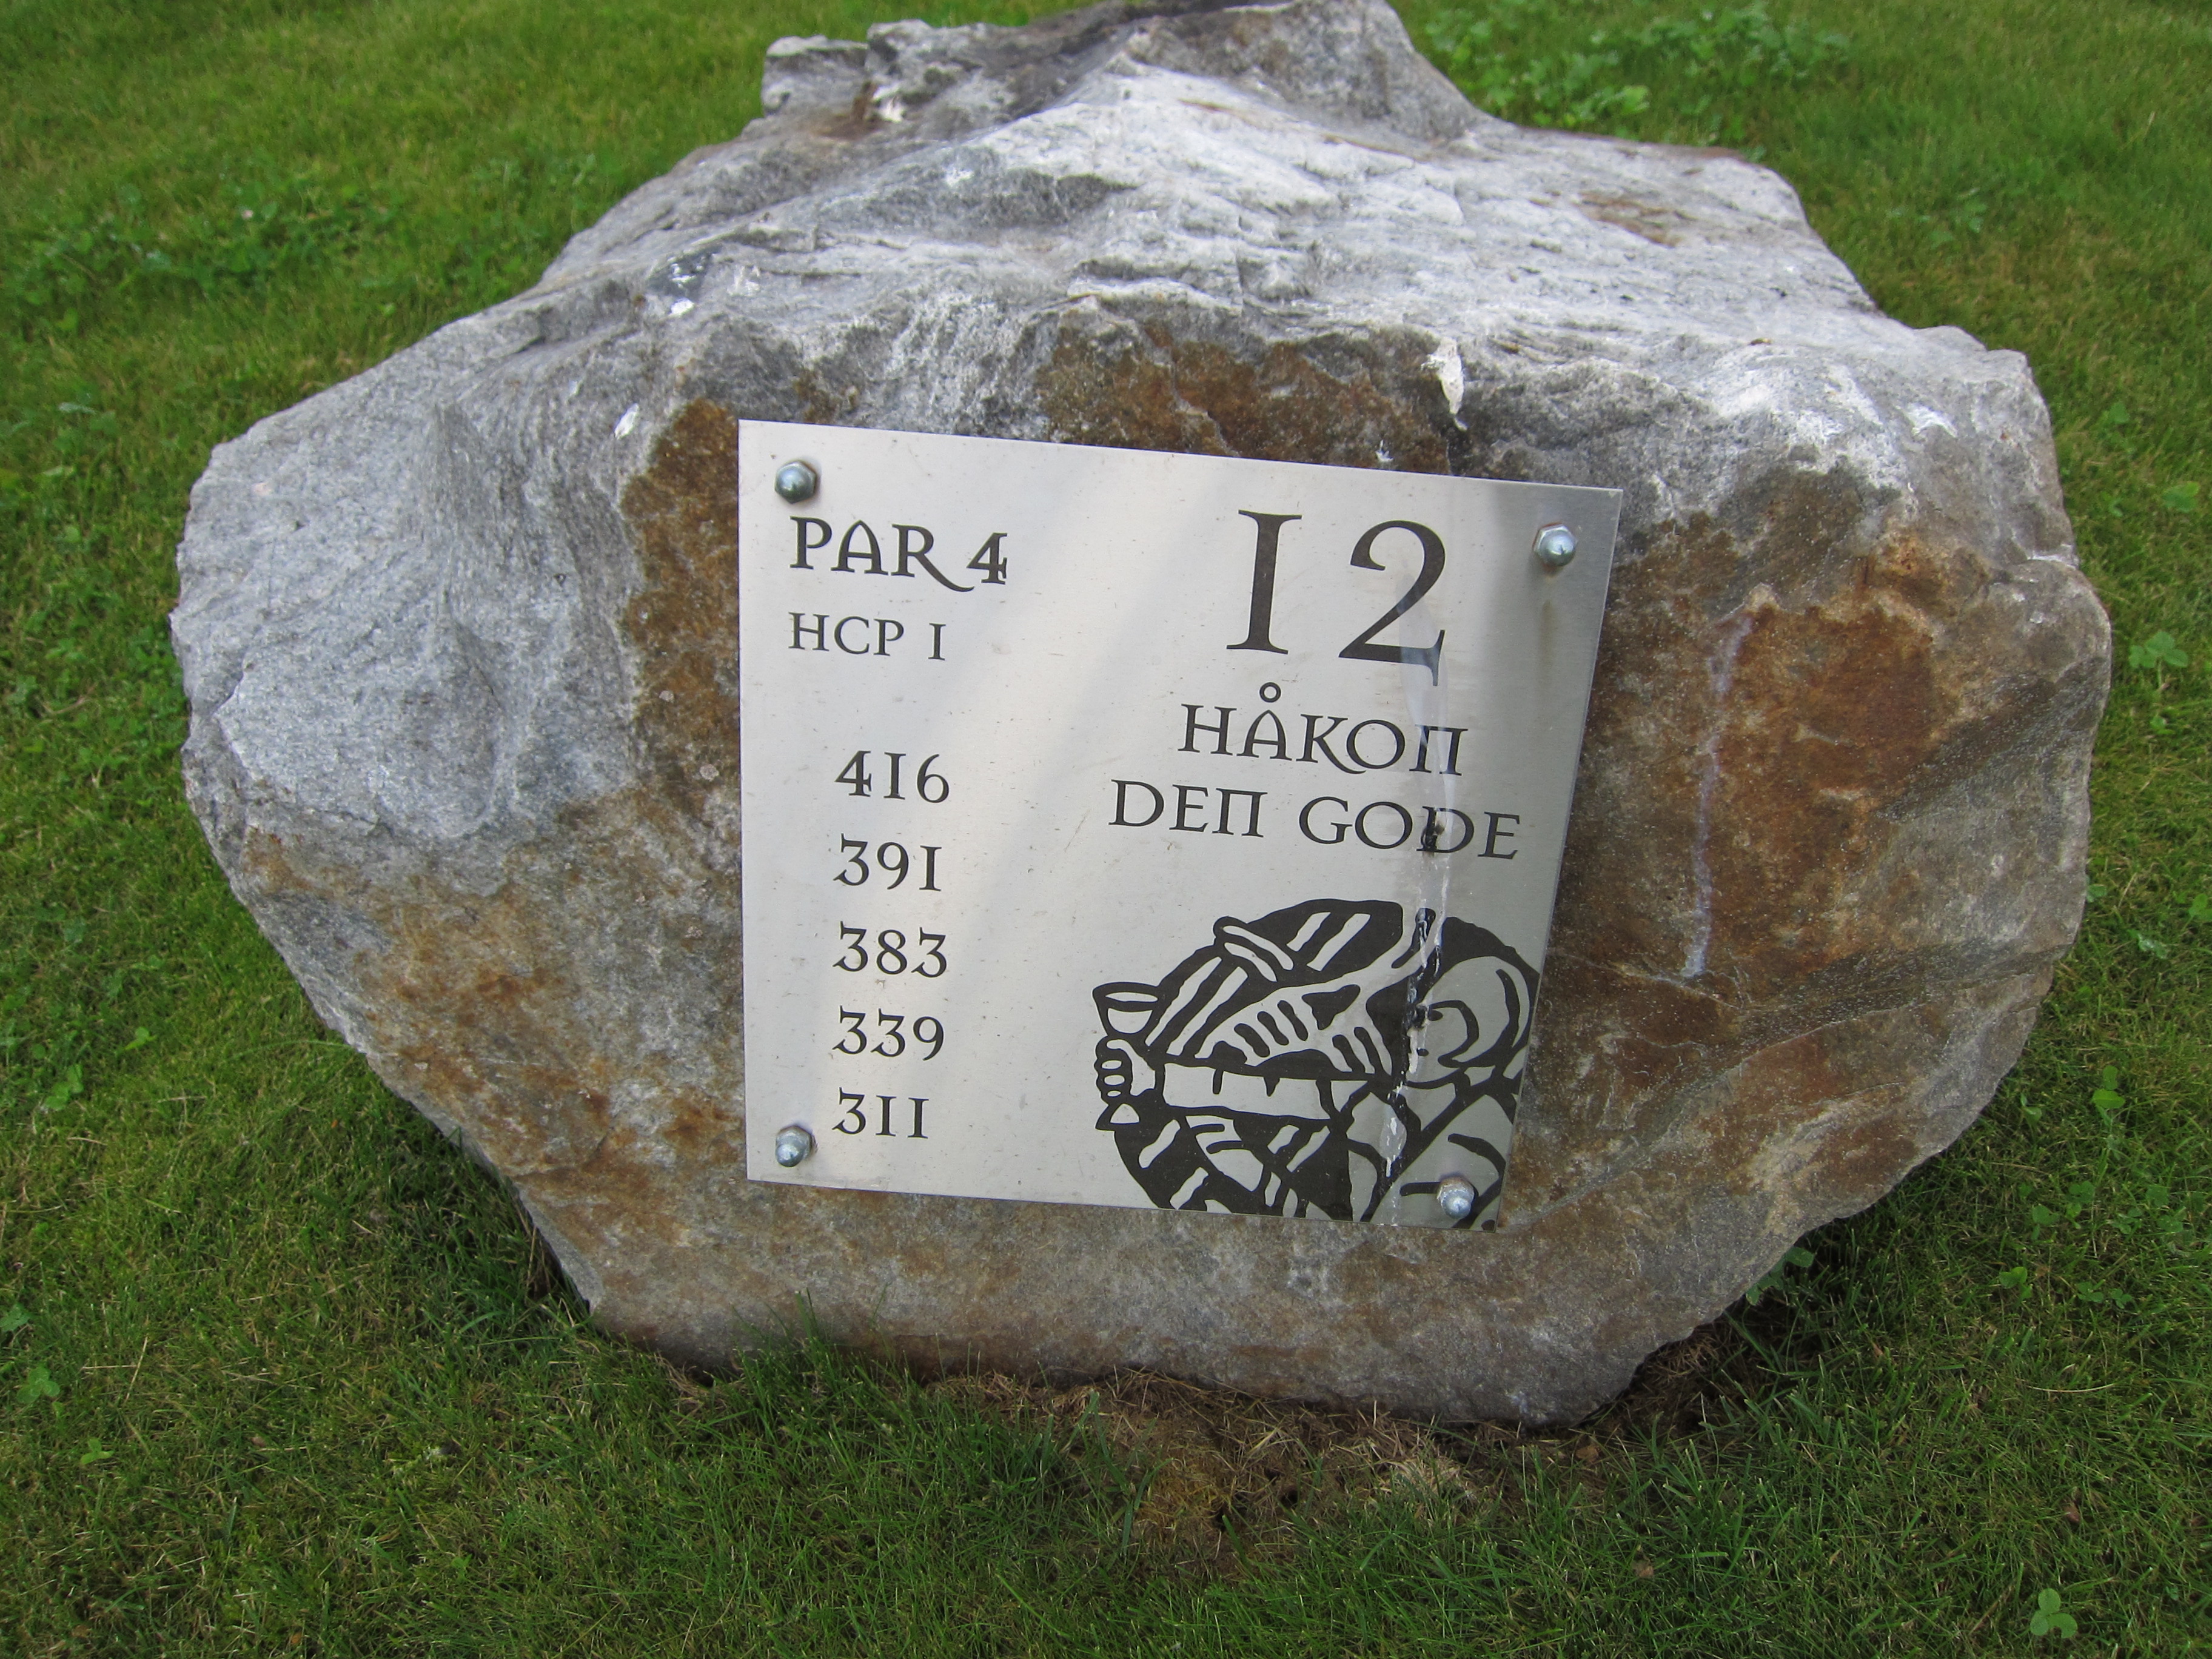 PAR 4
HCP 1
416
391
383
339
311
12
HÅKON
DEN GODE